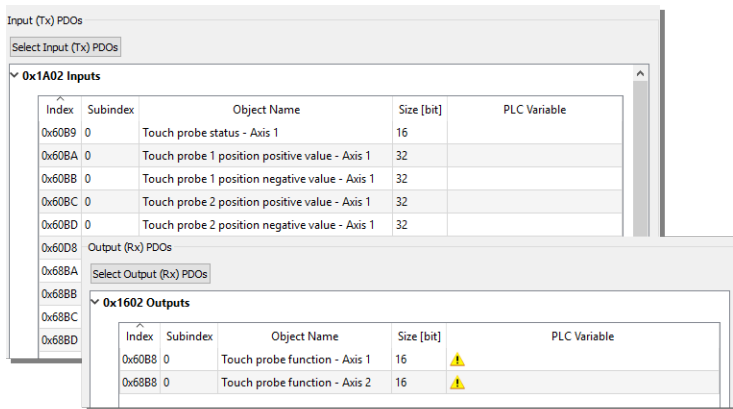 Input (Tx) PDOs
Select Input (Tx) PDOs
0x1A02 Inputs
Index Subindex Object Name Size [bit] PLC Variable
0x60B9 0 Touch probe status - Axis 1 16
0x60BA 0 Touch probe 1 position positive value - Axis 1 32
0x60BB 0 Touch probe 1 position negative value - Axis 1 32
0x60BC 0 Touch probe 2 position positive value - Axis 1 32
0x60BD 0 Touch probe 2 position negative value - Axis 1 32
0x60D8
0x68BA
0x68BB
0x68BC
0x68BD
Output (Rx) PDOs
Select Output (Rx) PDOs
0x1602 Outputs
Index Subindex Object Name Size [bit] PLC Variable
0x60B8 0 Touch probe function - Axis 1 16
0x68B8 0 Touch probe function - Axis 2 16